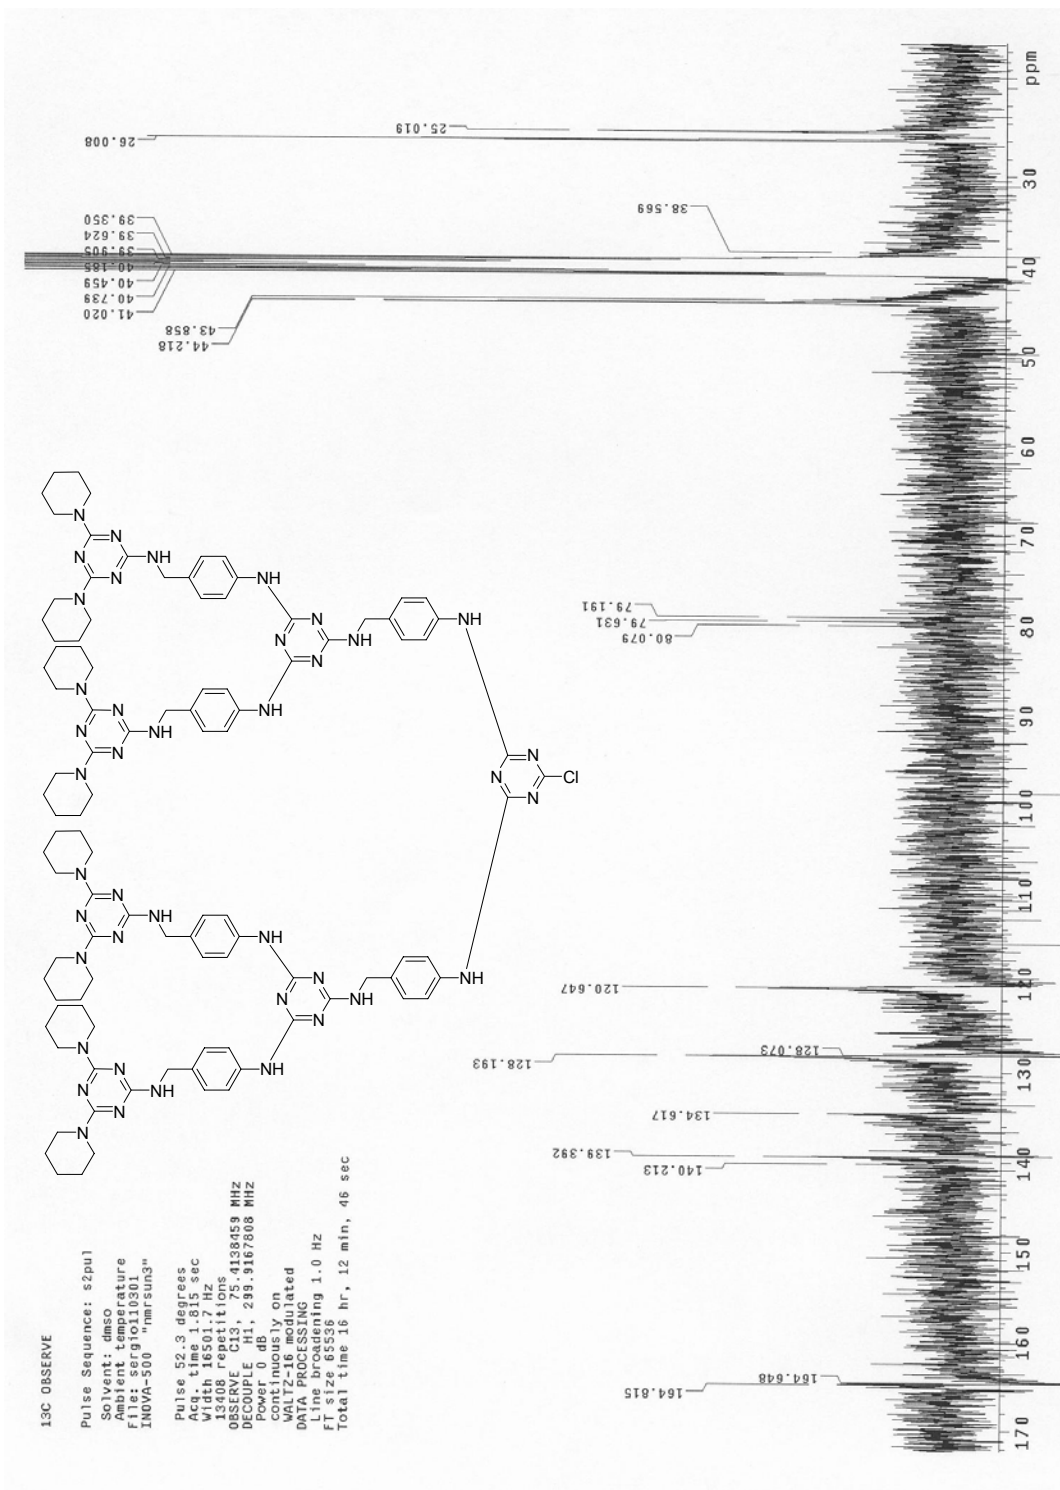 13C OBSERVE
Pulse Sequence: s2pul
Solvent: dmso
Ambient temperature
File: sergio110301
INOVA-500 "nmrsun3"
Pulse 52.3 degrees
Acq. time 1.815 sec
Width 16501.7 Hz
13408 repetitions
OBSERVE C13, 75.4138459 MHz
DECOUPLE H1, 299.9167808 MHz
Power 0 dB
continuously on
WALTZ-16 modulated
DATA PROCESSING
Line broadening 1.0 Hz
FT size 65536
Total time 16 hr, 12 min, 46 sec
26.008
25.019
39.350
39.624
39.905
40.185
40.459
40.739
41.020
43.858
44.218
38.569
79.191
79.631
80.079
120.647
128.193
128.073
134.617
139.392
140.213
164.815
164.648
N
N
N
N
N
NH
NH
N
N
N
N
N
NH
NH
N
N
N
NH
NH
N
N
N
Cl
N
N
N
N
N
NH
NH
N
N
N
N
N
NH
NH
N
N
N
NH
NH
ppm
30
40
50
60
70
80
90
100
110
120
130
140
150
160
170